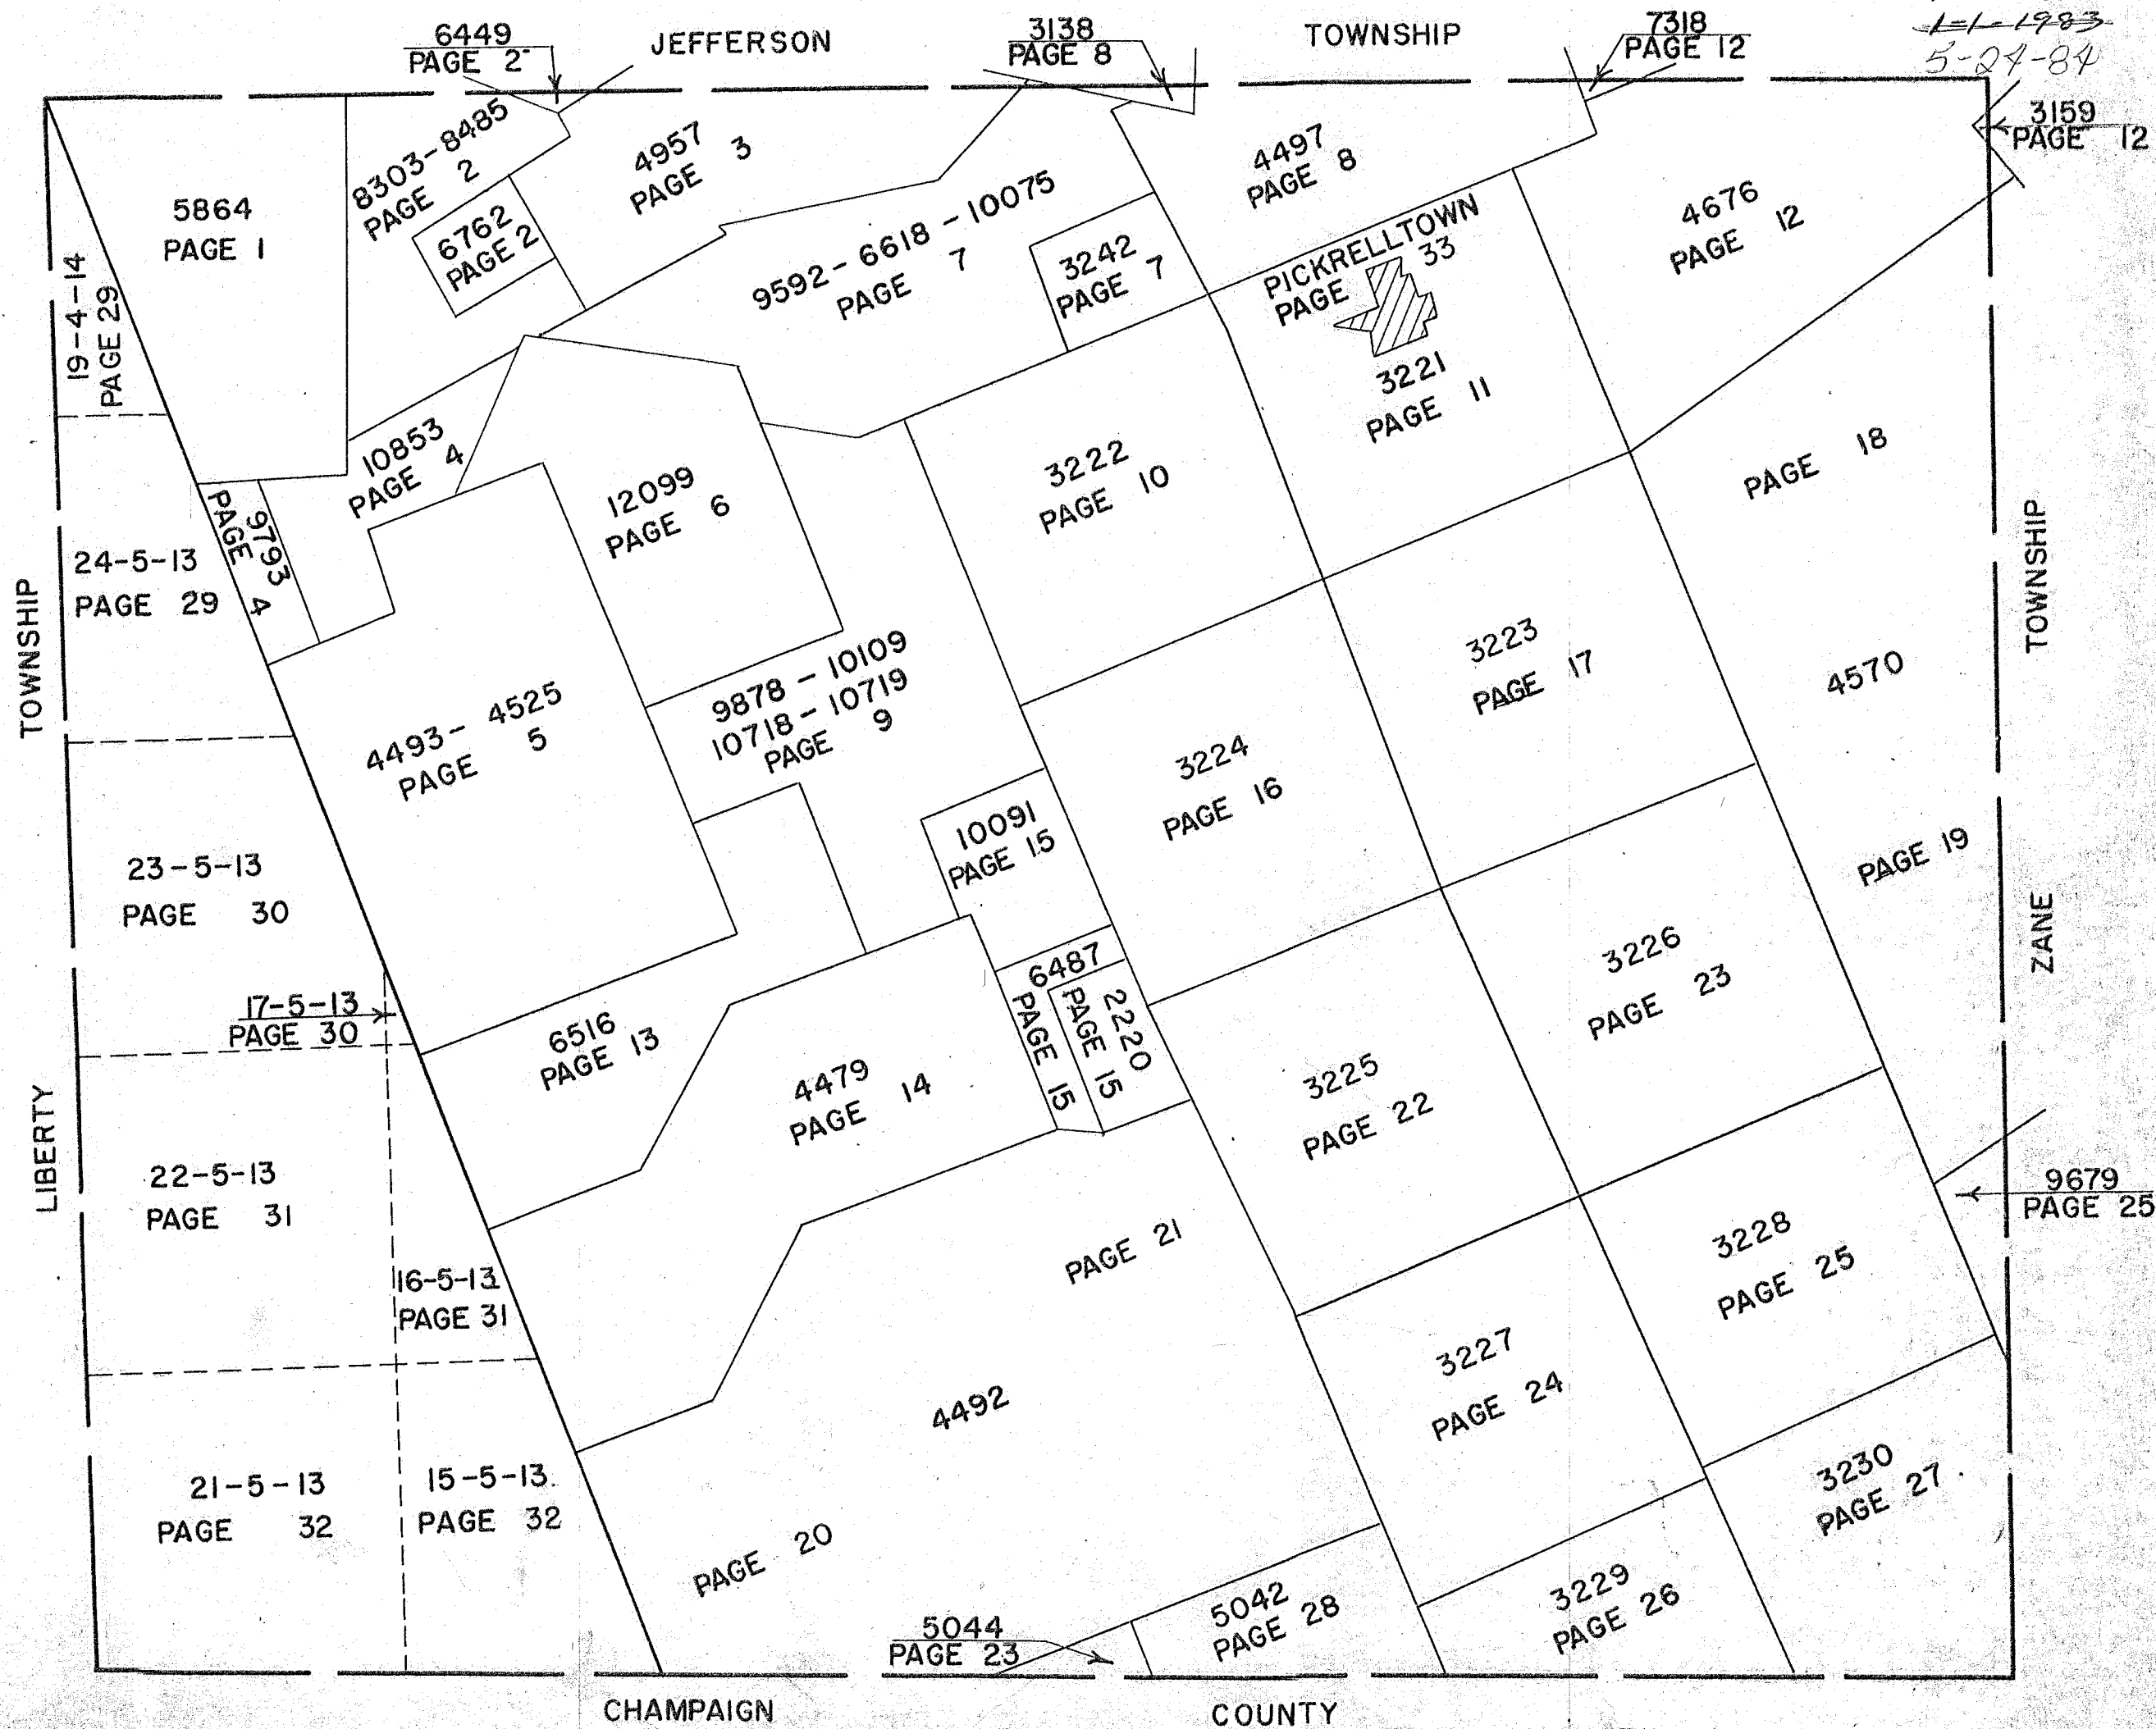 1-1-1983
5-24-84
6449
PAGE 2
JEFFERSON
3138
PAGE 8
TOWNSHIP
7318
PAGE 12
3159
PAGE 12
5864
PAGE 1
8303-8485
PAGE 2
6762
PAGE 2
4957
PAGE 3
9592-6618-10075
PAGE 7
3242
PAGE 7
4497
PAGE 8
PICKRELLTOWN
PAGE 33
3221
PAGE 11
4676
PAGE 12
19-4-14
PAGE 29
10853
PAGE 4
12099
PAGE 6
3222
PAGE 10
PAGE 18
9793
PAGE 4
24-5-13
PAGE 29
TOWNSHIP
TOWNSHIP
3223
PAGE 17
4570
4493-4525
PAGE 5
9878-10109
10718-10719
PAGE 9
3224
PAGE 16
10091
PAGE 15
PAGE 19
23-5-13
PAGE 30
3226
PAGE 23
ZANE
17-5-13
PAGE 30
6516
PAGE 13
6487
PAGE 15
2220
PAGE 15
4479
PAGE 14
3225
PAGE 22
LIBERTY
22-5-13
PAGE 31
9679
PAGE 25
PAGE 21
3228
PAGE 25
16-5-13
PAGE 31
3227
PAGE 24
4492
21-5-13
PAGE 32
15-5-13
PAGE 32
3230
PAGE 27
PAGE 20
5044
PAGE 23
5042
PAGE 28
3229
PAGE 26
CHAMPAIGN
COUNTY